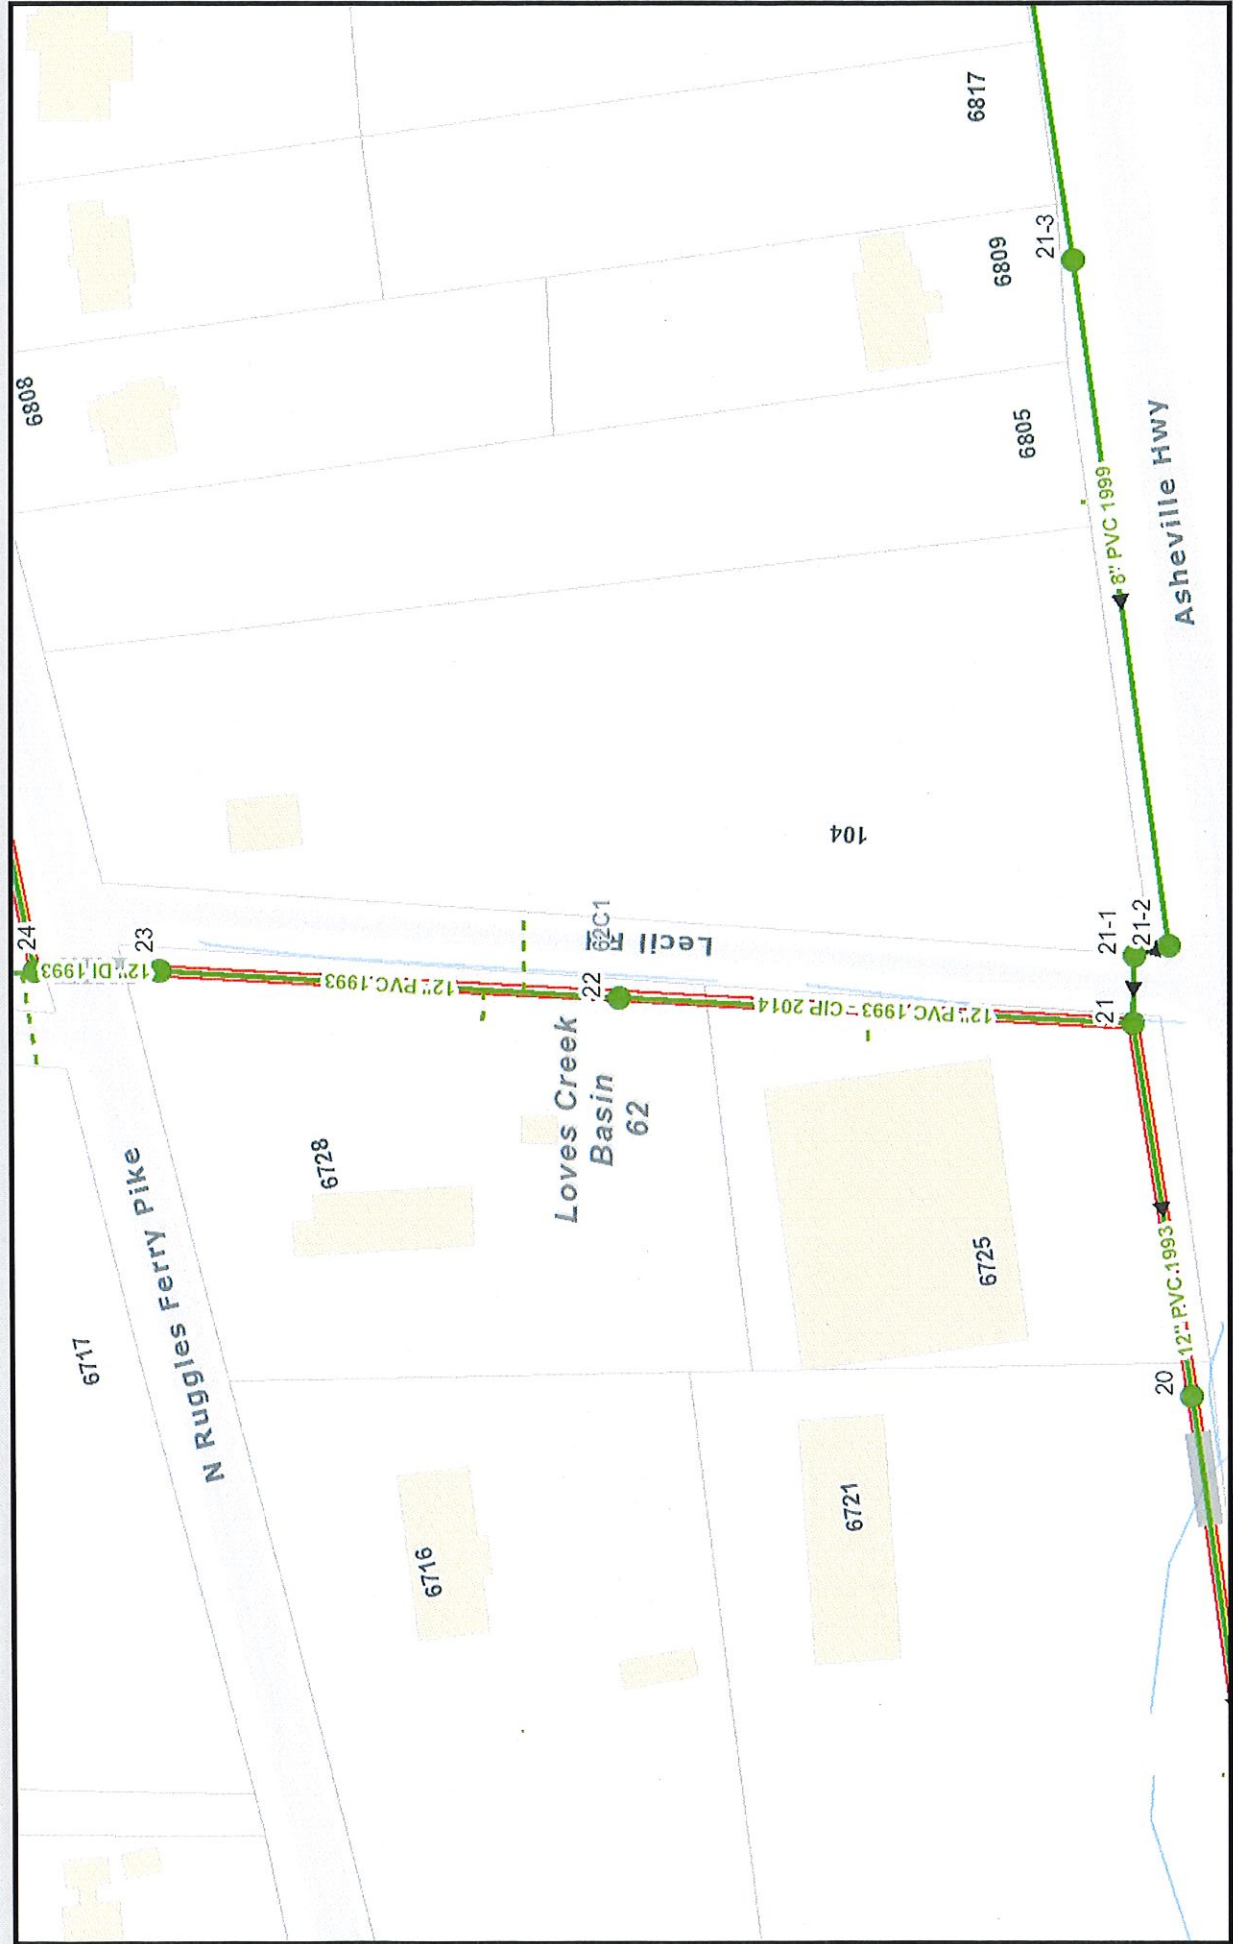 6808
6817
6809
21-3
6805
8" PVC 1999
Asheville Hwy
104
24
12" DI 1993
23
12" PVC 1993
62C1
Lecil
22
12" PVC 1993 - CIP 2014
21-1
21-2
21
Loves Creek
Basin
62
6728
N Ruggles Ferry Pike
6717
6725
12" PVC 1993
20
6716
6721